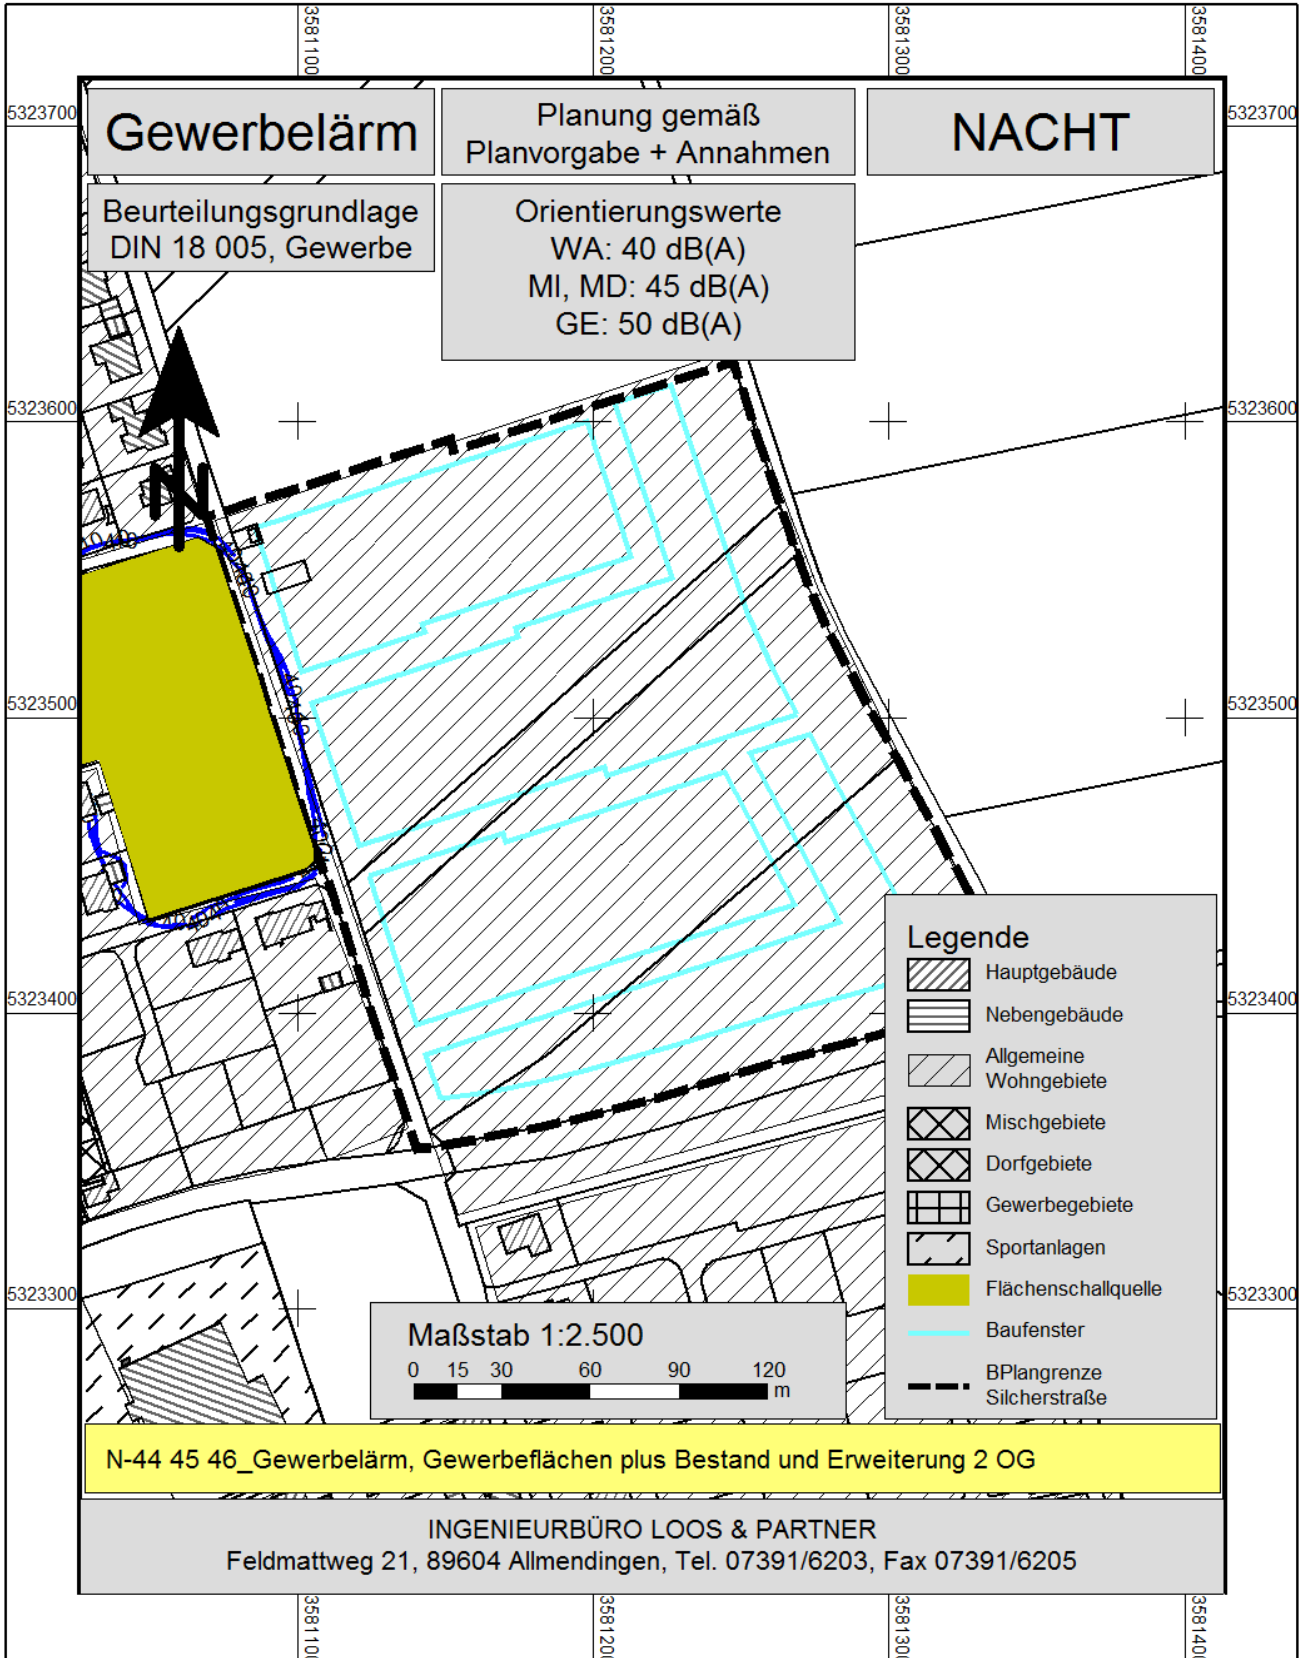 3581100
3581200
3581300
3581400
5323700
5323700
Gewerbelärm
Planung gemäß
Planvorgabe + Annahmen
NACHT
Beurteilungsgrundlage
DIN 18 005, Gewerbe
Orientierungswerte
WA: 40 dB(A)
MI, MD: 45 dB(A)
GE: 50 dB(A)
5323600
5323600
N
5323500
5323500
5323400
5323400
5323300
5323300
Legende
Hauptgebäude
Nebengebäude
Allgemeine
Wohngebiete
Mischgebiete
Dorfgebiete
Gewerbegebiete
Sportanlagen
Flächenschallquelle
Baufenster
BPlangrenze
Silcherstraße
Maßstab 1:2.500
0 15 30 60 90 120
m
N-44 45 46_Gewerbelärm, Gewerbeflächen plus Bestand und Erweiterung 2 OG
INGENIEURBÜRO LOOS & PARTNER
Feldmattweg 21, 89604 Allmendingen, Tel. 07391/6203, Fax 07391/6205
3581100
3581200
3581300
3581400